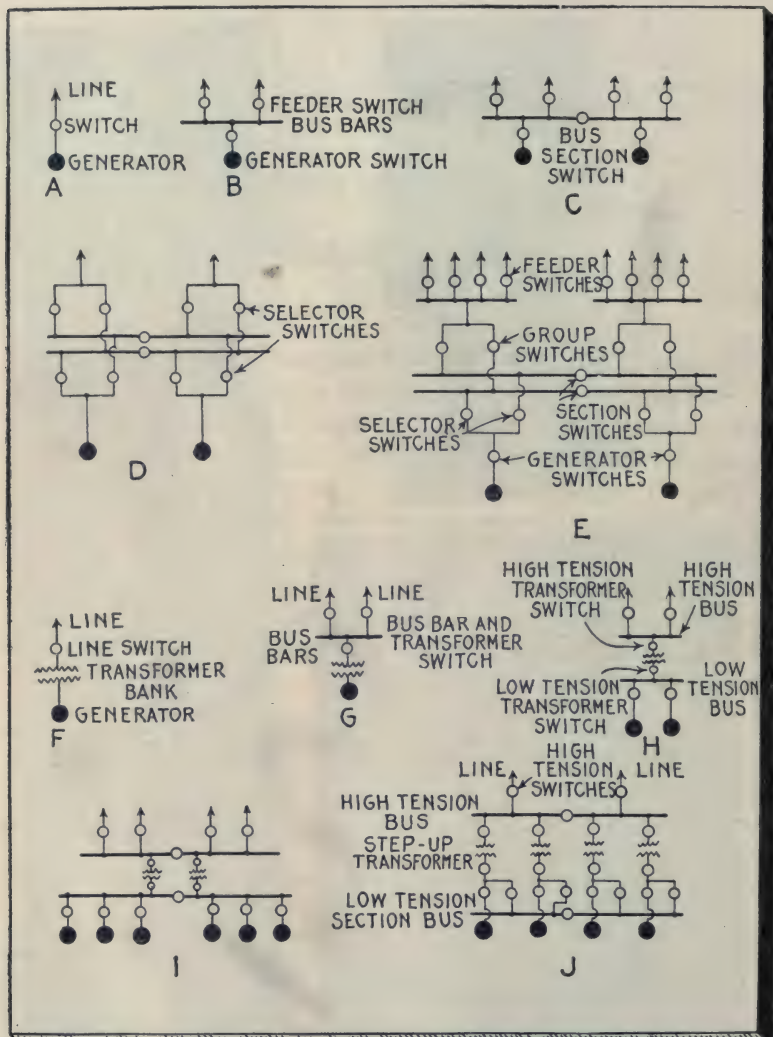 LINE
SWITCH
GENERATOR
A
FEEDER SWITCH
BUS BARS
GENERATOR SWITCH
B
BUS
SECTION
SWITCH
C
SELECTOR
SWITCHES
D
FEEDER
SWITCHES
GROUP
SWITCHES
SELECTOR
SWITCHES
SECTION
SWITCHES
GENERATOR
SWITCHES
E
LINE
LINE SWITCH
TRANSFORMER
BANK
GENERATOR
F
LINE LINE
BUS
BARS
BUS BAR AND
TRANSFORMER
SWITCH
G
HIGH TENSION
TRANSFORMER
SWITCH
HIGH
TENSION
BUS
LOW TENSION
TRANSFORMER
SWITCH
LOW
TENSION
BUS
H
I
LINE
HIGH
TENSION
SWITCHES
LINE
HIGH TENSION
BUS
STEP-UP
TRANSFORMER
LOW TENSION
SECTION BUS
J